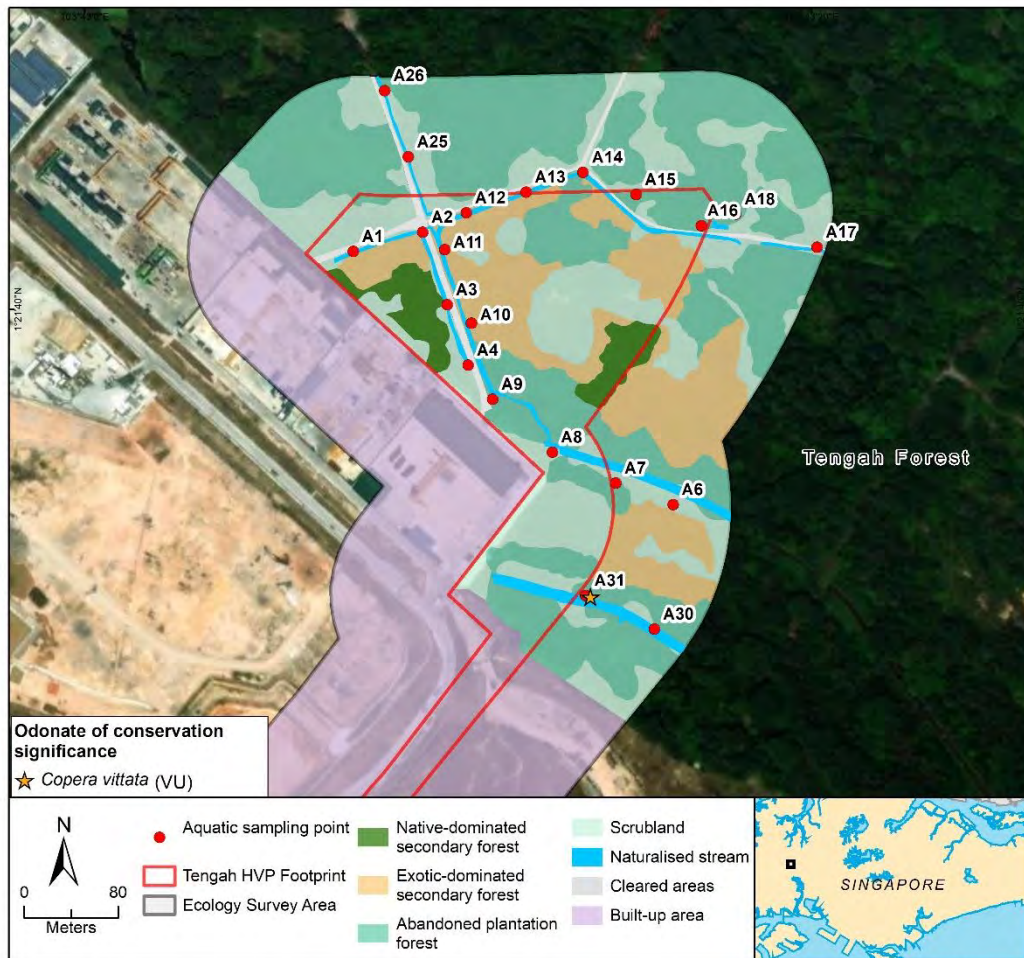 A26
A25
A14
A13
A15
A12
A18
A16
A2
A17
A1
A11
A3
1°21'40"N
A10
A4
A9
A8
Tengah Forest
A7
A6
A31
A30
Odonate of conservation
significance
Copera vittata (VU)
N
0 80
Meters
Aquatic sampling point
Tengah HVP Footprint
Ecology Survey Area
Native-dominated
secondary forest
Exotic-dominated
secondary forest
Abandoned plantation
forest
Scrubland
Naturalised stream
Cleared areas
Built-up area
SINGAPORE